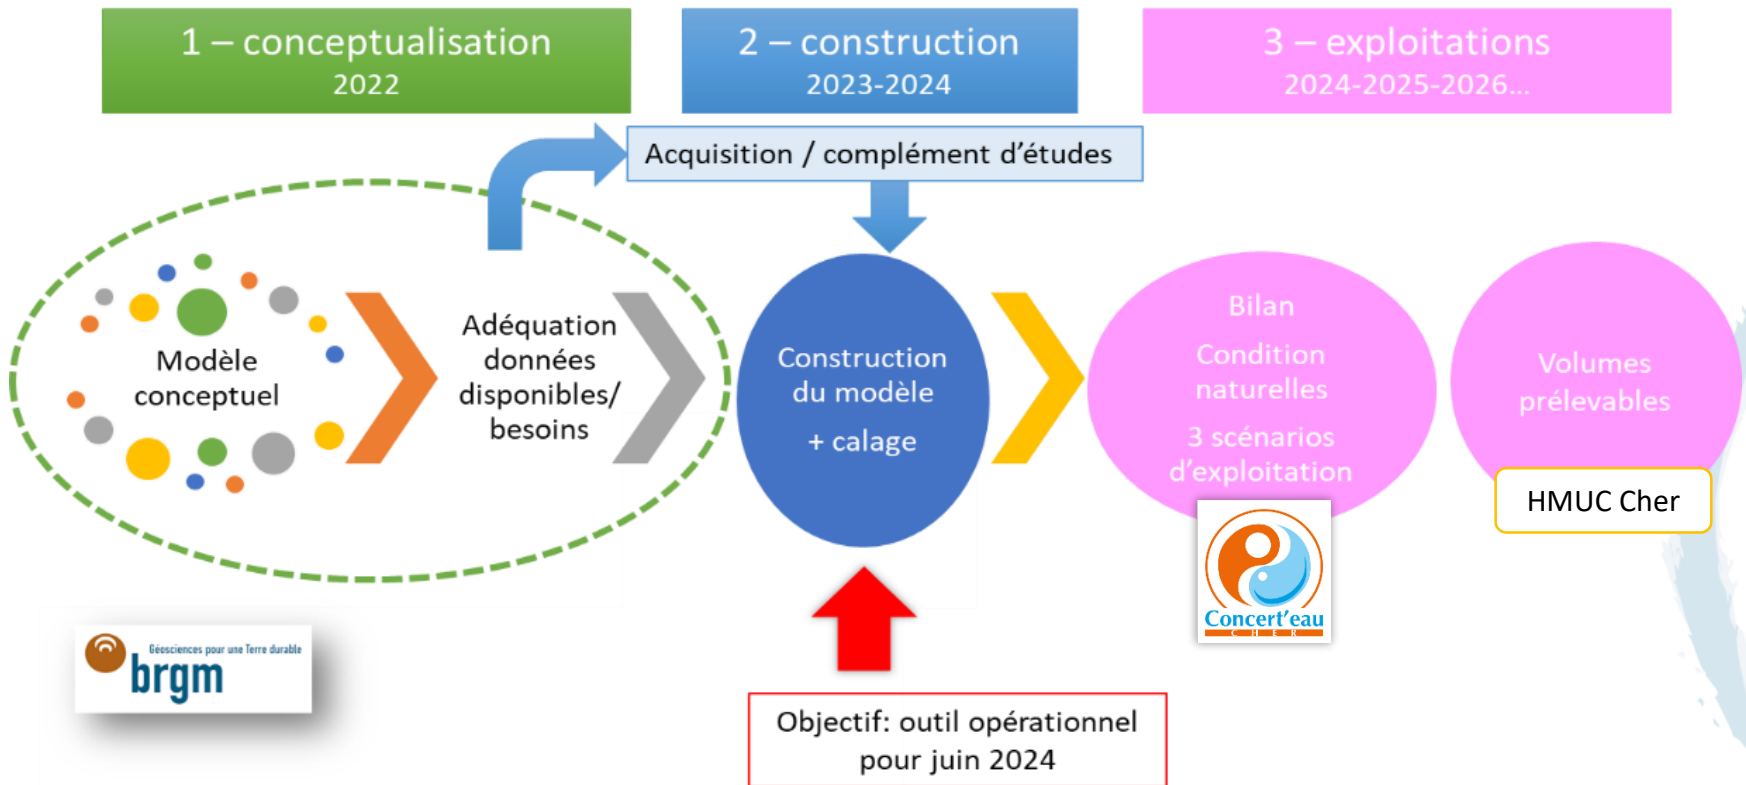 1 – conceptualisation
2022
2 – construction
2023-2024
3 – exploitations
2024-2025-2026...
Acquisition / complément d'études
Modèle
conceptuel
Adéquation
données
disponibles/
besoins
Construction
du modèle
+ calage
Bilan
Condition
naturelles
3 scénarios
d'exploitation
Volumes
prélevables
HMUC Cher
Concert'eau
CHER
Géosciences pour une Terre durable
brgm
Objectif: outil opérationnel
pour juin 2024